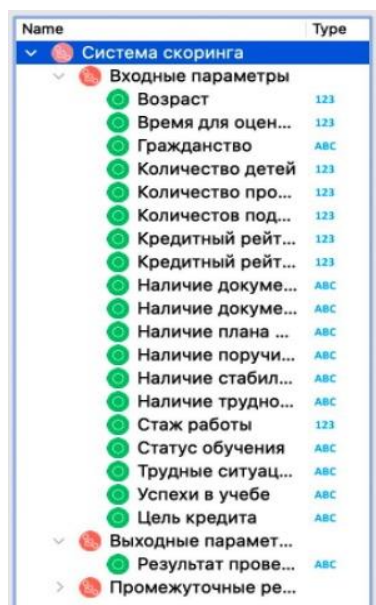 Name Type
Система скоринга
Входные параметры
Возраст 123
Время для оцен... 123
Гражданство ABC
Количество детей 123
Количество про... 123
Количестов под... 123
Кредитный рейт... 123
Кредитный рейт... 123
Наличие докуме... ABC
Наличие докуме... ABC
Наличие плана ... ABC
Наличие поручи... ABC
Наличие стабил... ABC
Наличие трудно... ABC
Стаж работы 123
Статус обучения ABC
Трудные ситуац... ABC
Успехи в учебе ABC
Цель кредита ABC
Выходные парамет...
Результат прове... ABC
Промежуточные ре...